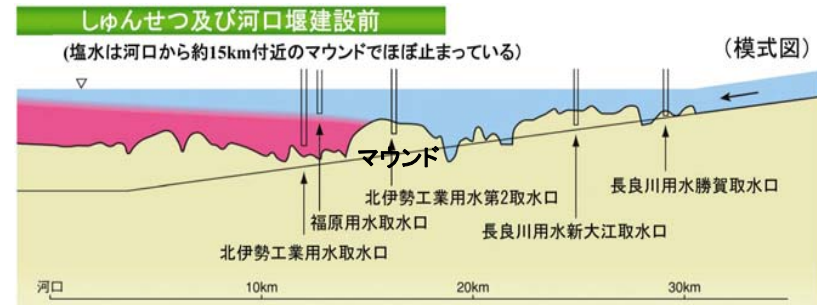 しゅんせつ及び河口堰建設前
(塩水は河口から約15km付近のマウンドでほぼ止まっている)
(模式図)
マウンド
長良川用水勝賀取水口
北伊勢工業用水第2取水口
福原用水取水口
長良川用水新大江取水口
北伊勢工業用水取水口
河口
10km
20km
30km